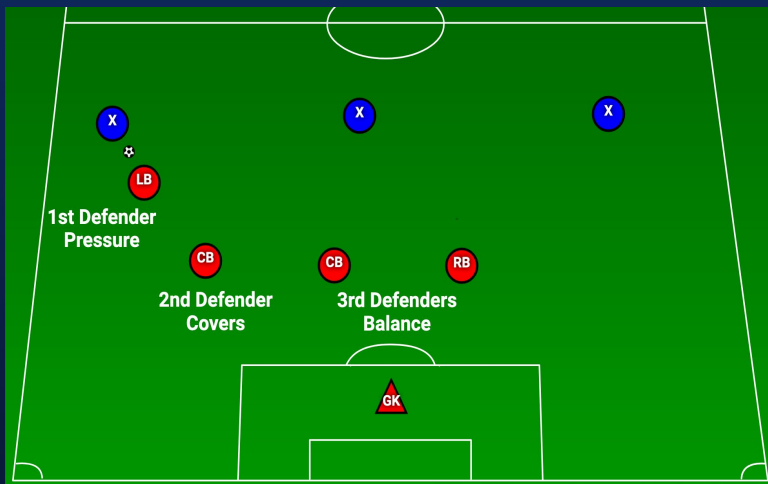 X
X
X
LB
1st Defender
Pressure
CB
CB
RB
2nd Defender
Covers
3rd Defenders
Balance
GK